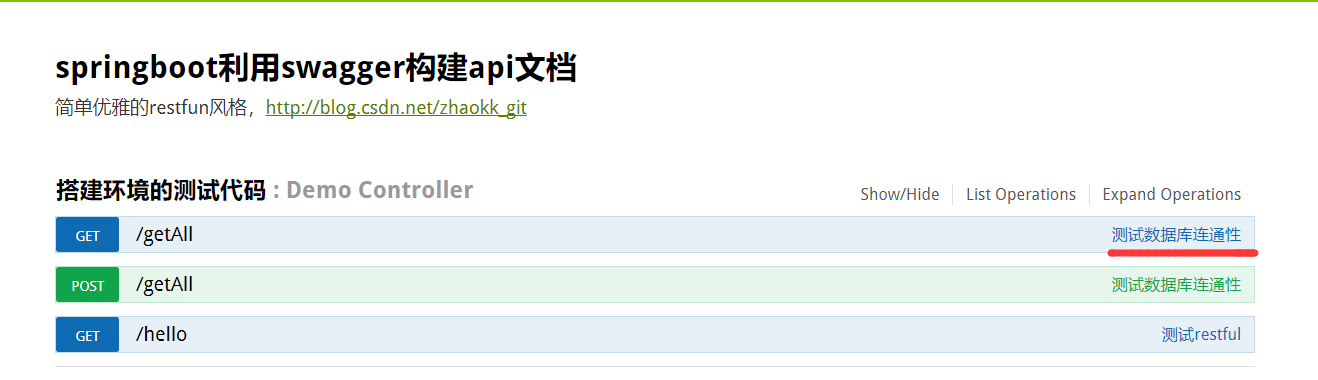 springboot利用swagger构建api文档
简单优雅的restfun风格，http://blog.csdn.net/zhaokk_git
搭建环境的测试代码 : Demo Controller Show/Hide List Operations Expand Operations
GET /getAll 测试数据库连通性
POST /getAll 测试数据库连通性
GET /hello 测试restful